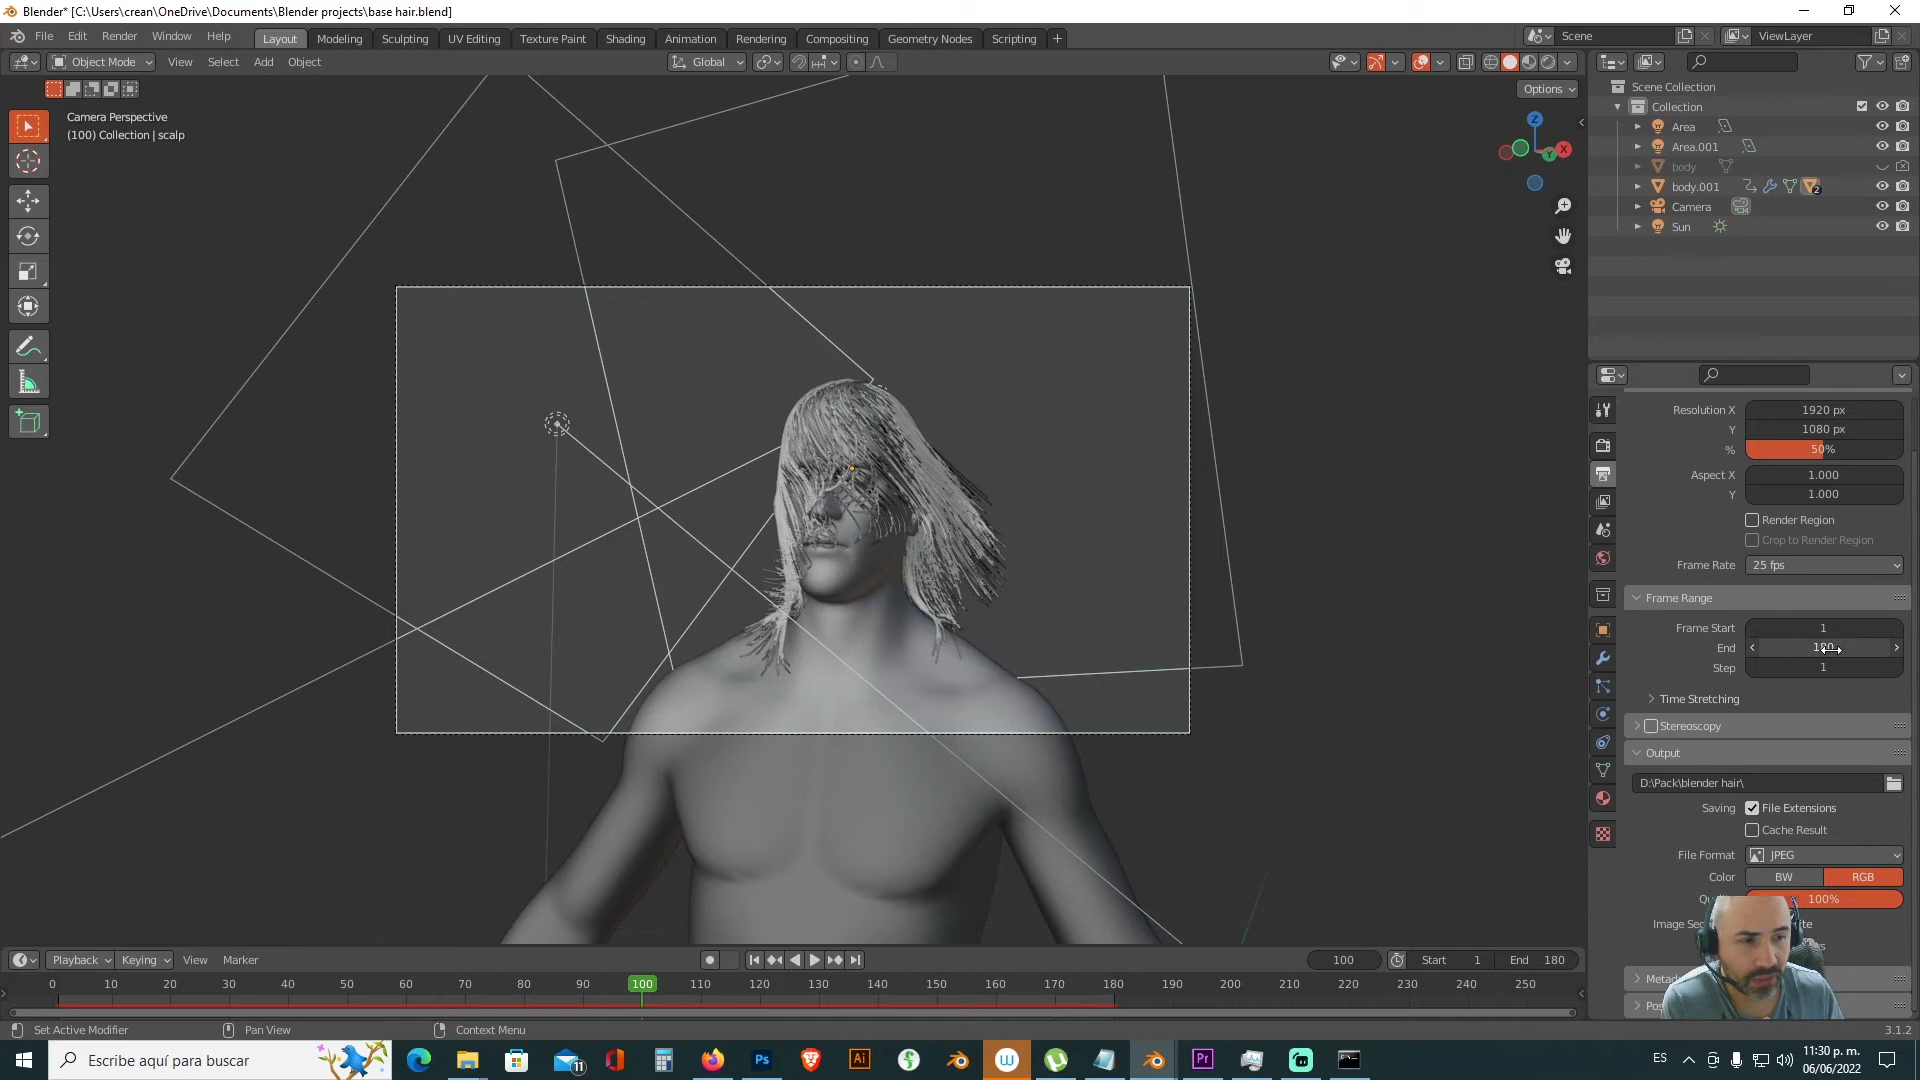 Blender* [C:\Users\crean\OneDrive\Documents\Blender projects\base hair.blend]
File Edit Render Window Help Layout Modeling Sculpting UV Editing Texture Paint Shading Animation Rendering Compositing Geometry Nodes Scripting + Scene ViewLayer
Object Mode View Select Add Object Global
Options
Camera Perspective
(100) Collection | scalp
Z
X
Y
Scene Collection
Collection
Area
Area.001
body
body.001 2
Camera
Sun
Resolution X 1920 px
Y 1080 px
% 50%
Aspect X 1.000
Y 1.000
Render Region
Crop to Render Region
Frame Rate 25 fps
Frame Range
Frame Start 1
End 180
Step 1
Time Stretching
Stereoscopy
Output
D:\Pack\blender hair\
Saving File Extensions
Cache Result
File Format JPEG
Color BW RGB
100%
Playback Keying View Marker 100 Start 1 End 180
0 10 20 30 40 50 60 70 80 90 100 110 120 130 140 150 160 170 180 190 200 210 220 230 240 250
Set Active Modifier Pan View Context Menu 3.1.2
Escribe aquí para buscar 11 Ps Ai W Pr ES 11:30 p. m.
06/06/2022